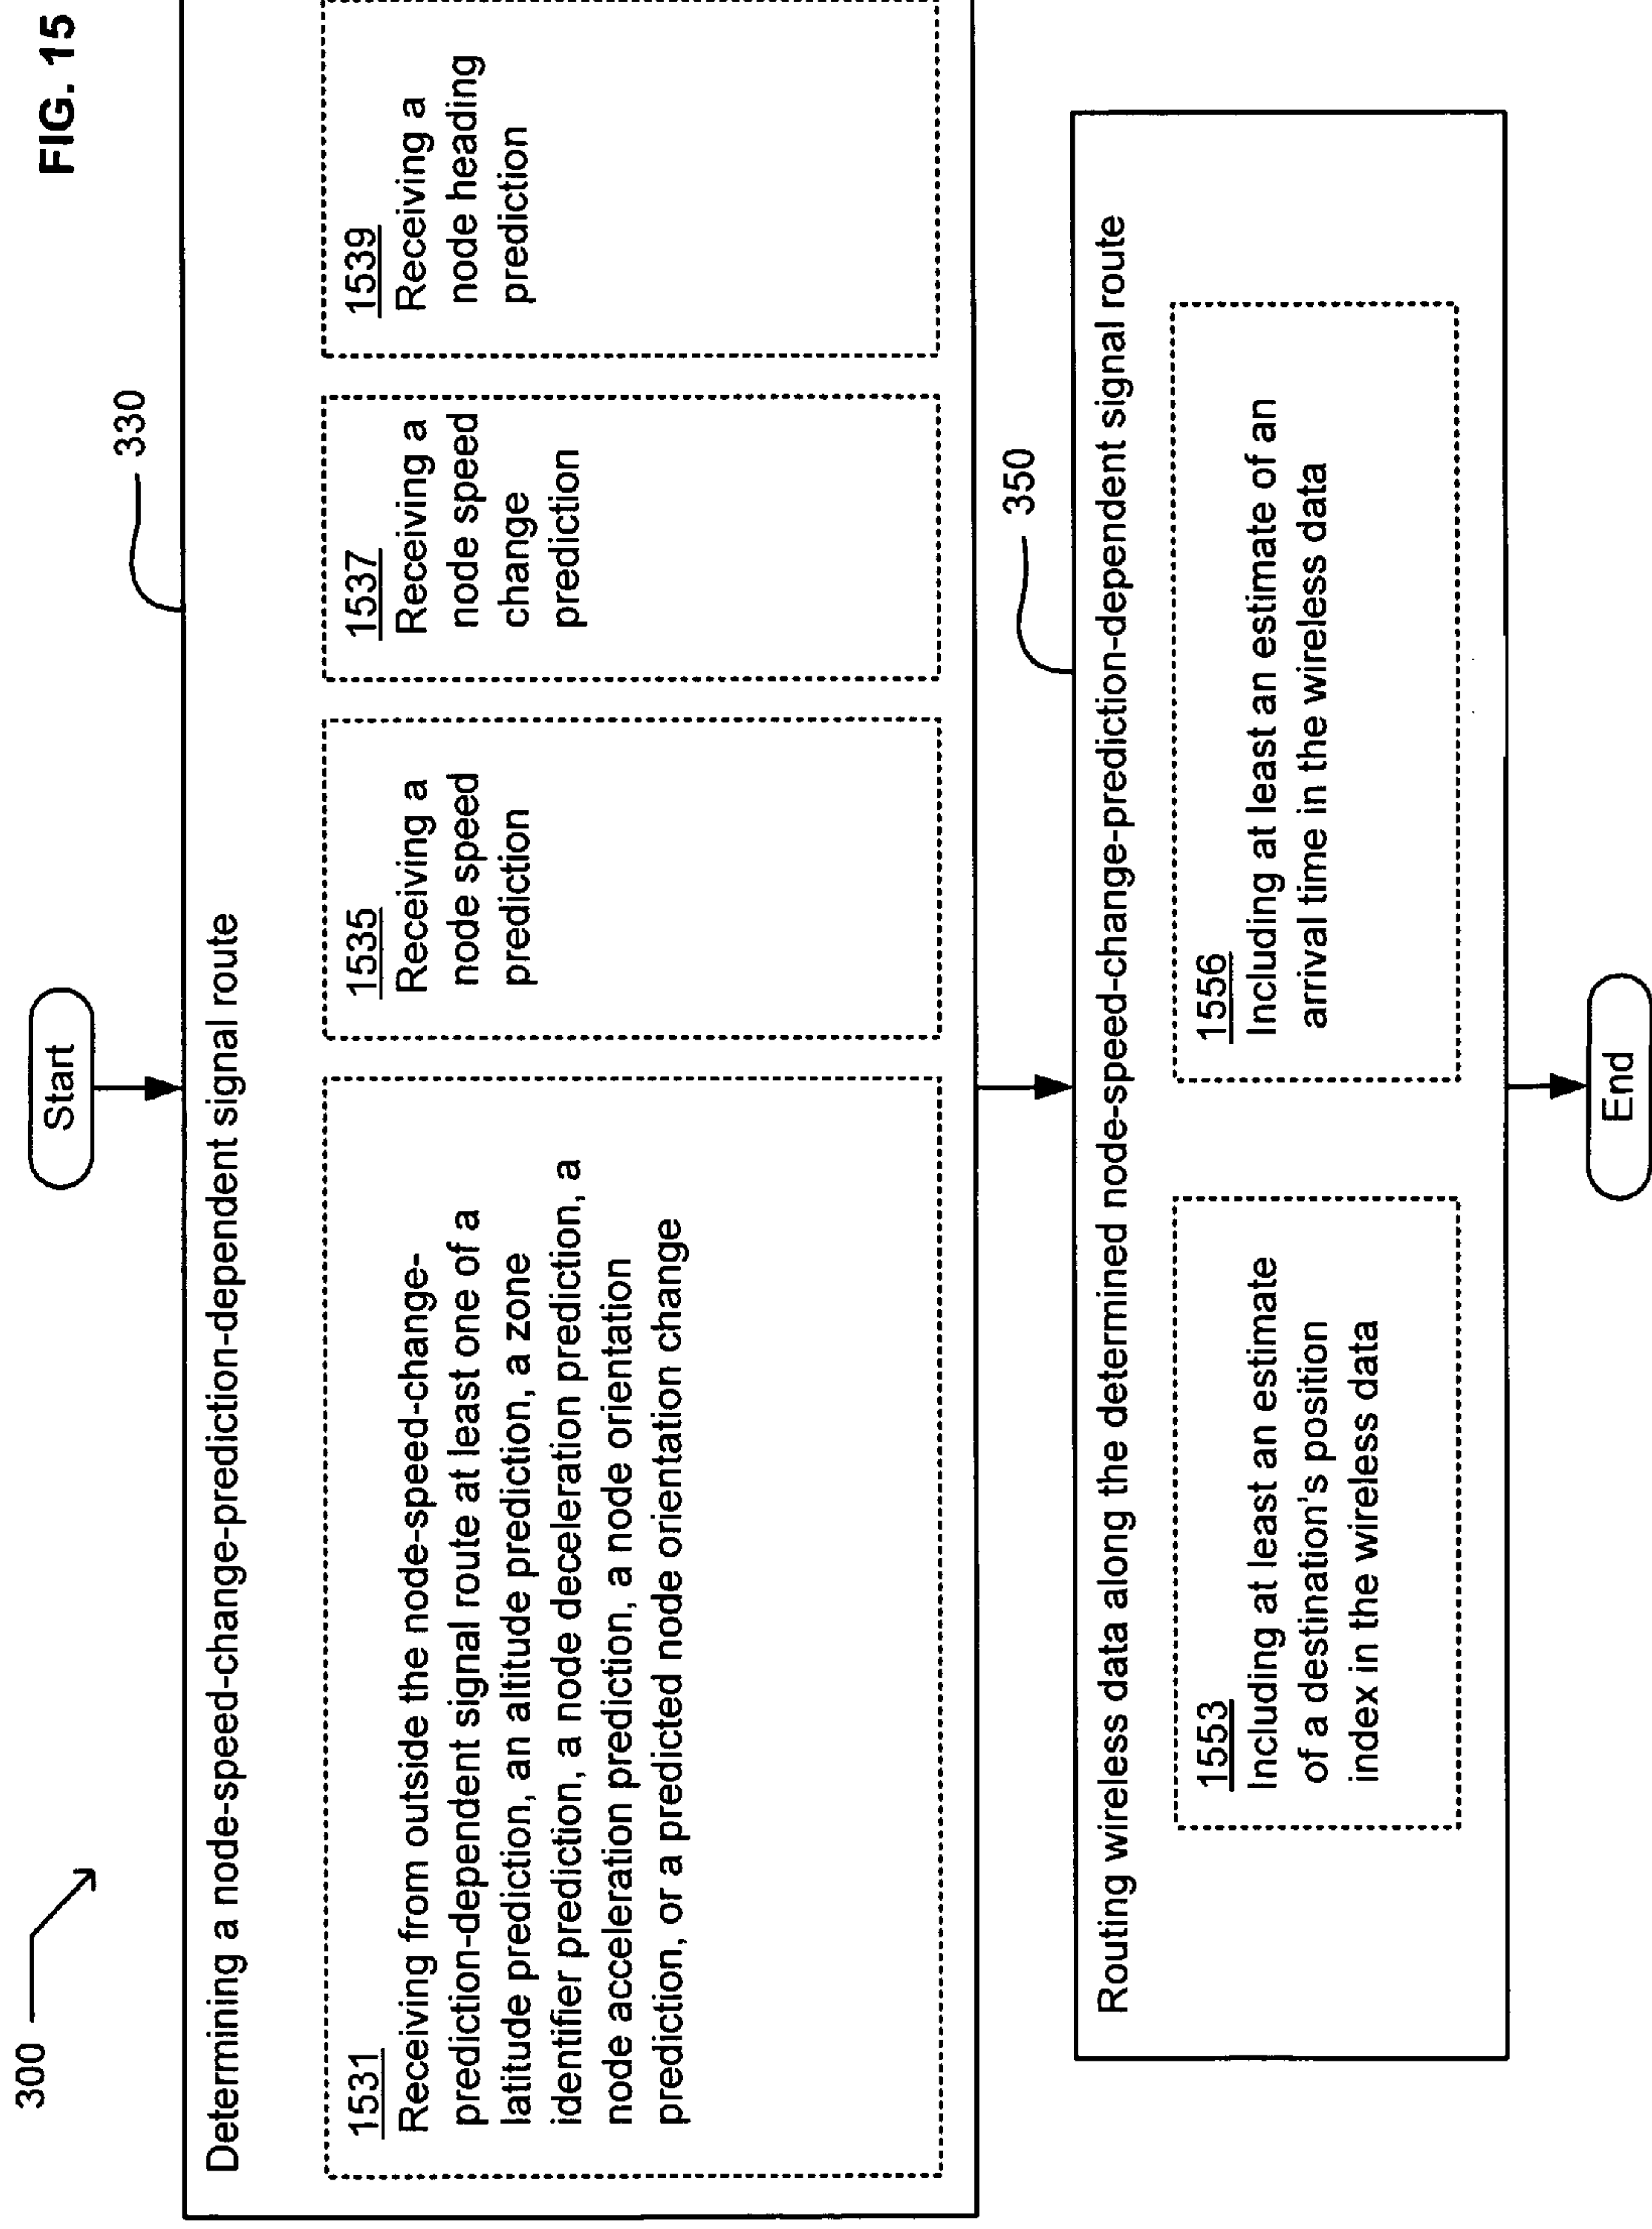 FIG. 15
300
Start
330
Determining a node-speed-change-prediction-dependent signal route
1531
Receiving from outside the node-speed-change-
prediction-dependent signal route at least one of a
latitude prediction, an altitude prediction, a zone
identifier prediction, a node deceleration prediction, a
node acceleration prediction, a node orientation
prediction, or a predicted node orientation change
1535
Receiving a
node speed
prediction
1537
Receiving a
node speed
change
prediction
1539
Receiving a
node heading
prediction
350
Routing wireless data along the determined node-speed-change-prediction-dependent signal route
1553
Including at least an estimate
of a destination's position
index in the wireless data
1556
Including at least an estimate of an
arrival time in the wireless data
End